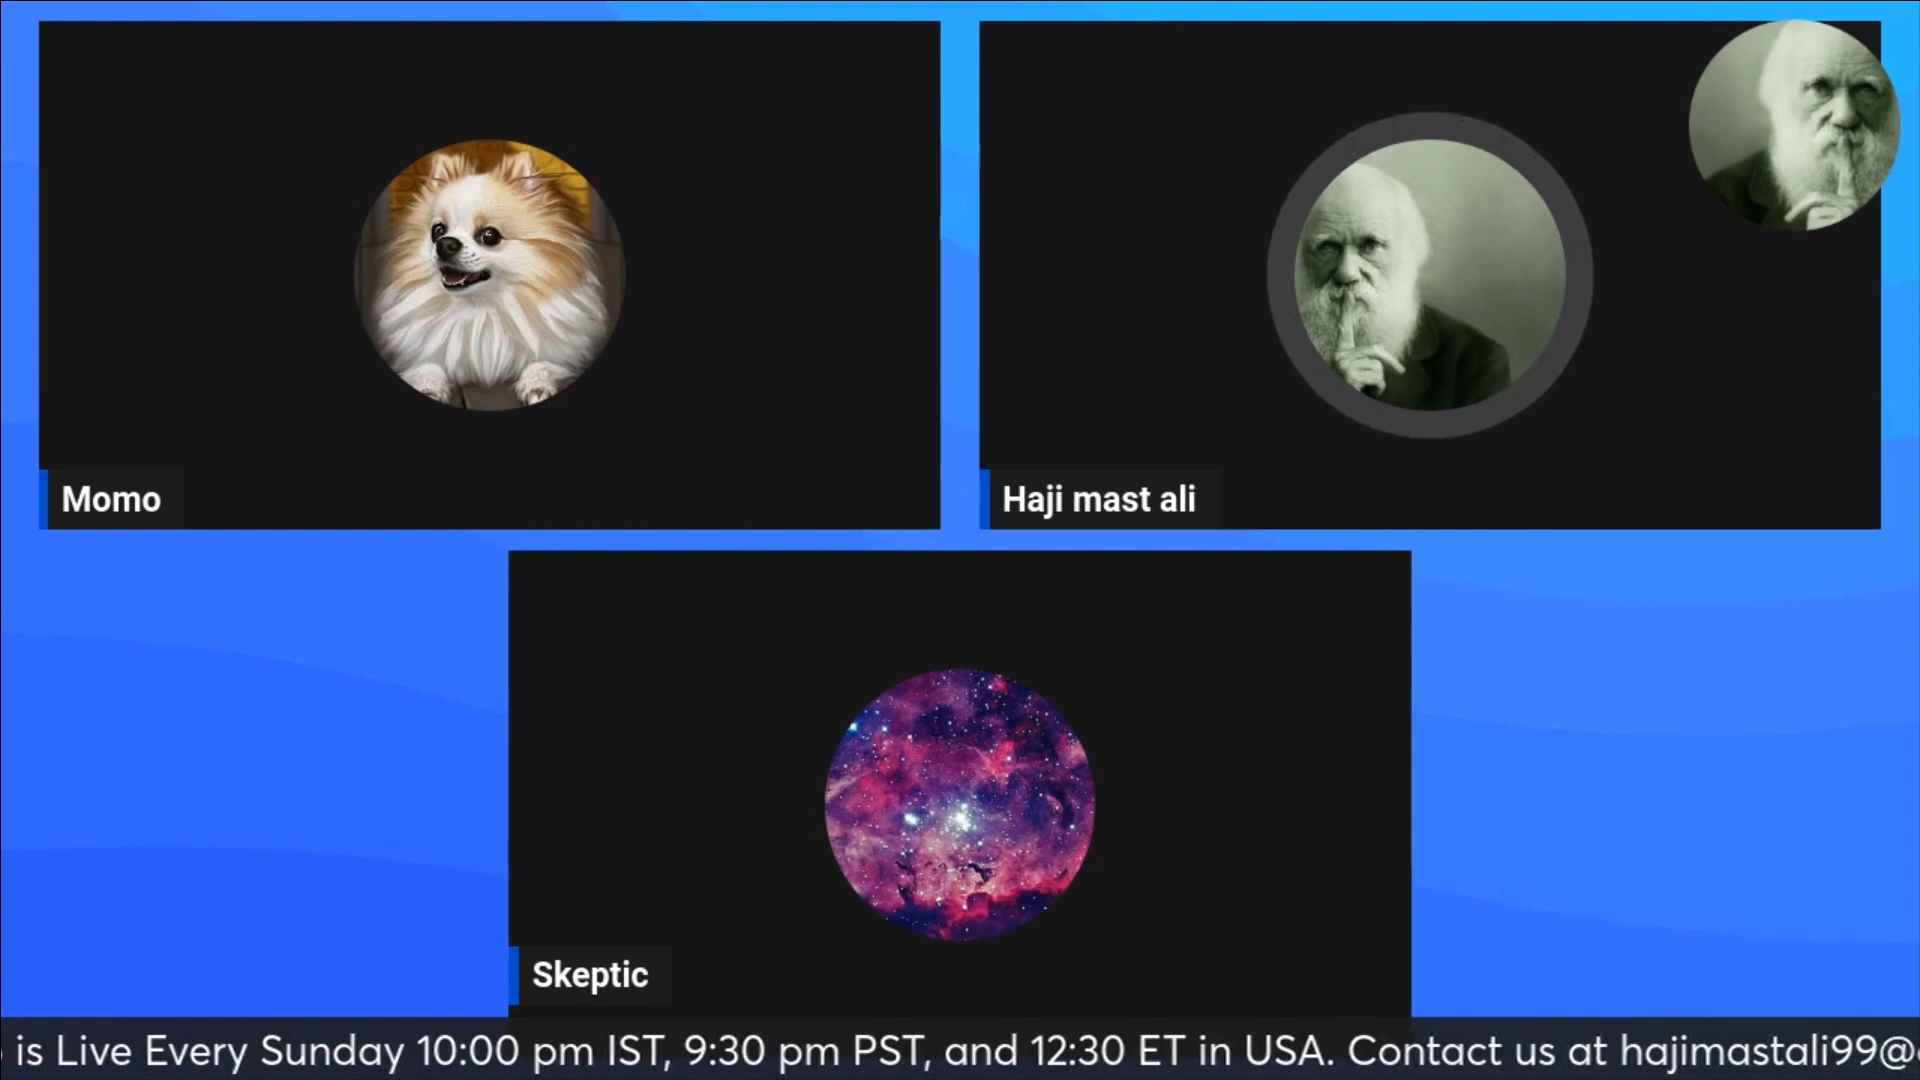 Momo
Haji mast ali
Skeptic
is Live Every Sunday 10:00 pm IST, 9:30 pm PST, and 12:30 ET in USA. Contact us at hajimastali99@